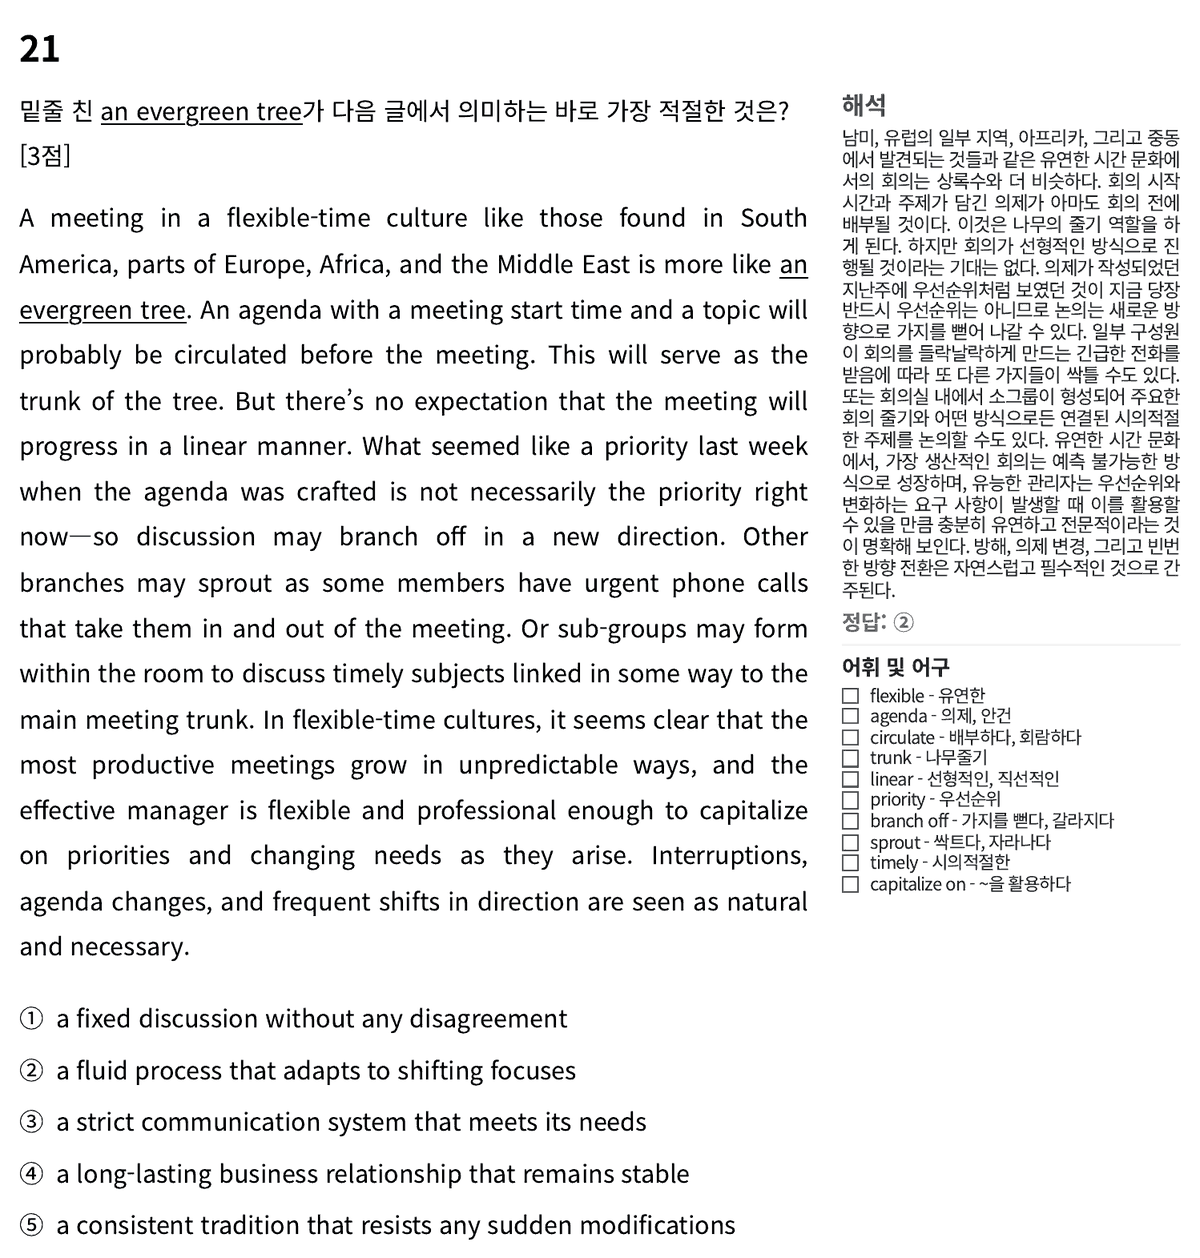 21
밑줄 친 an evergreen tree가 다음 글에서 의미하는 바로 가장 적절한 것은?
[3점]
A meeting in a flexible-time culture like those found in South
America, parts of Europe, Africa, and the Middle East is more like an
evergreen tree. An agenda with a meeting start time and a topic will
probably be circulated before the meeting. This will serve as the
trunk of the tree. But there’s no expectation that the meeting will
progress in a linear manner. What seemed like a priority last week
when the agenda was crafted is not necessarily the priority right
now—so discussion may branch off in a new direction. Other
branches may sprout as some members have urgent phone calls
that take them in and out of the meeting. Or sub-groups may form
within the room to discuss timely subjects linked in some way to the
main meeting trunk. In flexible-time cultures, it seems clear that the
most productive meetings grow in unpredictable ways, and the
effective manager is flexible and professional enough to capitalize
on priorities and changing needs as they arise. Interruptions,
agenda changes, and frequent shifts in direction are seen as natural
and necessary.
① a fixed discussion without any disagreement
② a fluid process that adapts to shifting focuses
③ a strict communication system that meets its needs
④ a long-lasting business relationship that remains stable
⑤ a consistent tradition that resists any sudden modifications
해석
남미, 유럽의 일부 지역, 아프리카, 그리고 중동
에서 발견되는 것들과 같은 유연한 시간 문화에
서의 회의는 상록수와 더 비슷하다. 회의 시작
시간과 주제가 담긴 의제가 아마도 회의 전에
배부될 것이다. 이것은 나무의 줄기 역할을 하
게 된다. 하지만 회의가 선형적인 방식으로 진
행될 것이라는 기대는 없다. 의제가 작성되었던
지난주에 우선순위처럼 보였던 것이 지금 당장
반드시 우선순위는 아니므로 논의는 새로운 방
향으로 가지를 뻗어 나갈 수 있다. 일부 구성원
이 회의를 들락날락하게 만드는 긴급한 전화를
받음에 따라 또 다른 가지들이 싹틀 수도 있다.
또는 회의실 내에서 소그룹이 형성되어 주요한
회의 줄기와 어떤 방식으로든 연결된 시의적절
한 주제를 논의할 수도 있다. 유연한 시간 문화
에서, 가장 생산적인 회의는 예측 불가능한 방
식으로 성장하며, 유능한 관리자는 우선순위와
변화하는 요구 사항이 발생할 때 이를 활용할
수 있을 만큼 충분히 유연하고 전문적이라는 것
이 명확해 보인다. 방해, 의제 변경, 그리고 빈번
한 방향 전환은 자연스럽고 필수적인 것으로 간
주된다.
정답: ②
어휘 및 어구
flexible - 유연한
agenda - 의제, 안건
circulate - 배부하다, 회람하다
trunk - 나무줄기
linear - 선형적인, 직선적인
priority - 우선순위
branch off - 가지를 뻗다, 갈라지다
sprout - 싹트다, 자라나다
timely - 시의적절한
capitalize on - ~을 활용하다